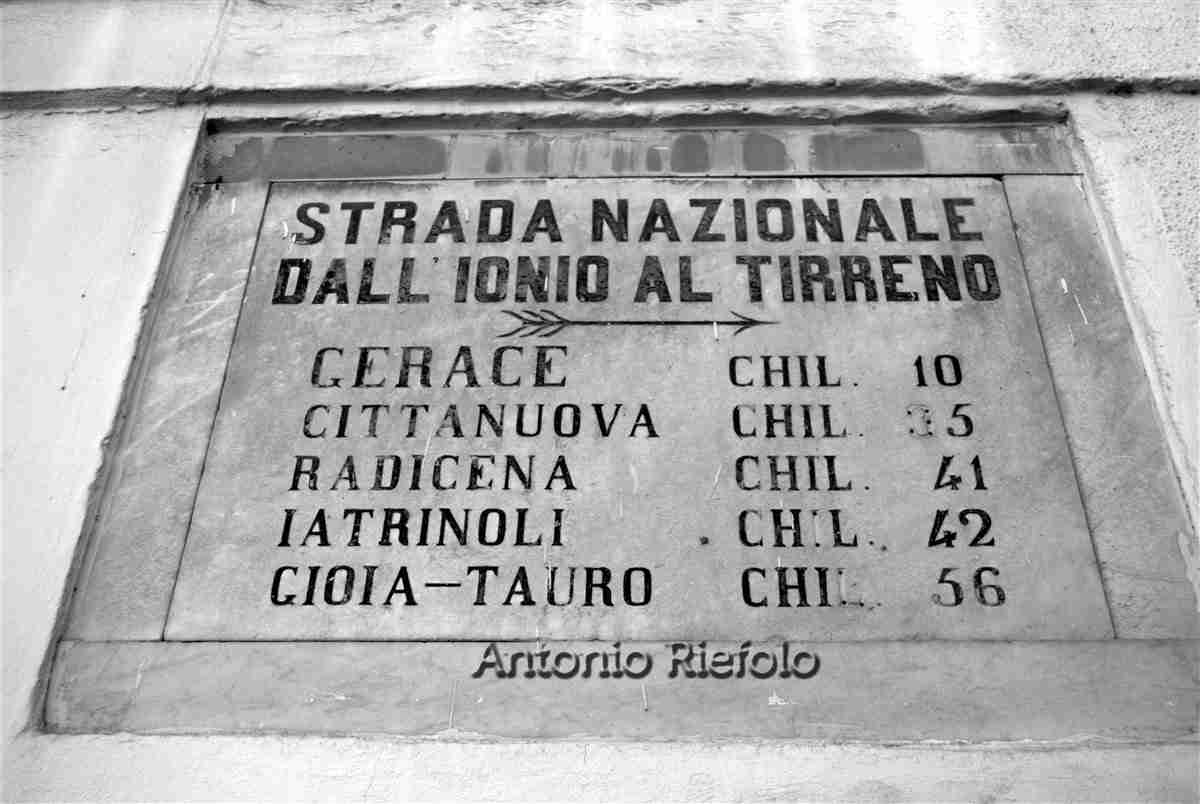 STRADA NAZIONALE
DALL'IONIO AL TIRRENO
GERACE CHIL. 10
CITTANUOVA CHIL. 35
RADICENA CHIL. 41
IATRINOLI CHIL. 42
GIOIA-TAURO CHIL. 56
Antonio Riefolo